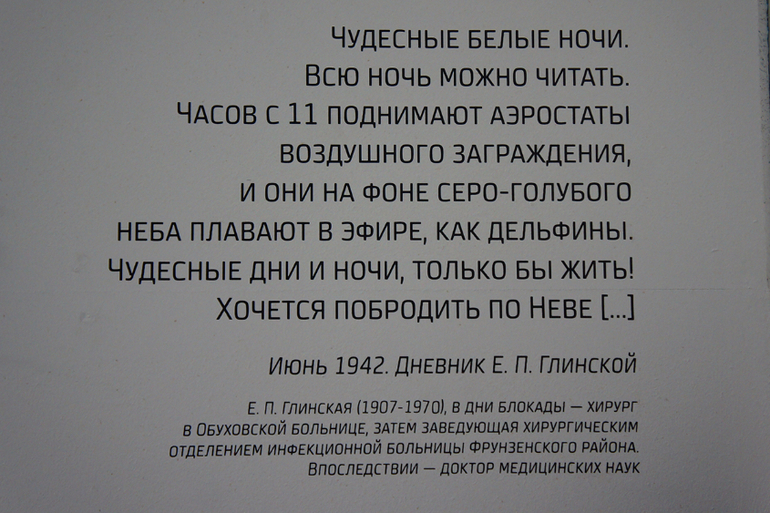 Чудесные белые ночи.
Всю ночь можно читать.
Часов с 11 поднимают аэростаты
воздушного заграждения,
и они на фоне серо-голубого
неба плавают в эфире, как дельфины.
Чудесные дни и ночи, только бы жить!
Хочется побродить по Неве [...]
Июнь 1942. Дневник Е. П. Глинской
Е. П. Глинская (1907-1970), в дни блокады — хирург
в Обуховской больнице, затем заведующая хирургическим
отделением инфекционной больницы Фрунзенского района.
Впоследствии — доктор медицинских наук